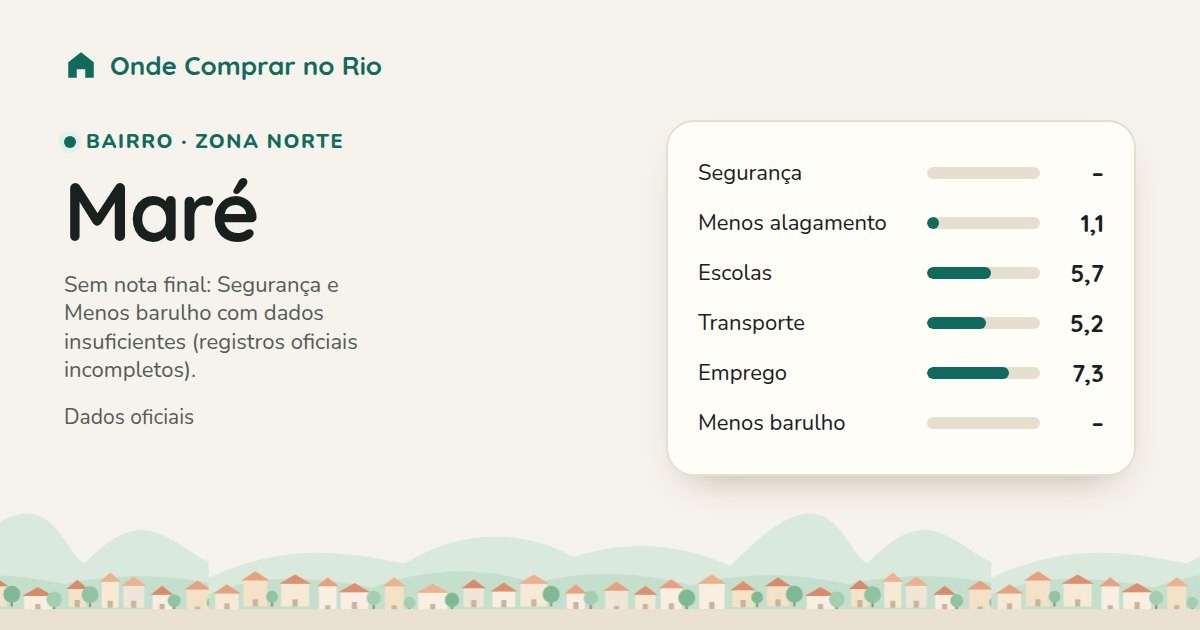 Onde Comprar no Rio
BAIRRO · ZONA NORTE
Maré
Sem nota final: Segurança e
Menos barulho com dados
insuficientes (registros oficiais
incompletos).
Dados oficiais
Segurança –
Menos alagamento 1,1
Escolas 5,7
Transporte 5,2
Emprego 7,3
Menos barulho –